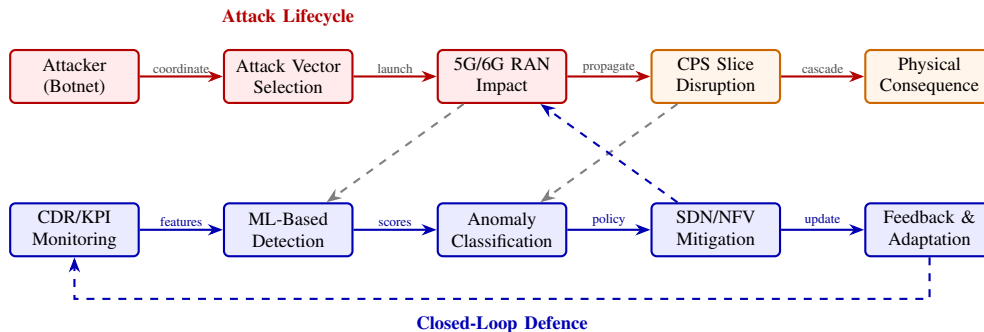 Attack Lifecycle
Attacker
(Botnet)
coordinate
Attack Vector
Selection
launch
5G/6G RAN
Impact
propagate
CPS Slice
Disruption
cascade
Physical
Consequence
CDR/KPI
Monitoring
features
ML-Based
Detection
scores
Anomaly
Classification
policy
SDN/NFV
Mitigation
update
Feedback &
Adaptation
Closed-Loop Defence